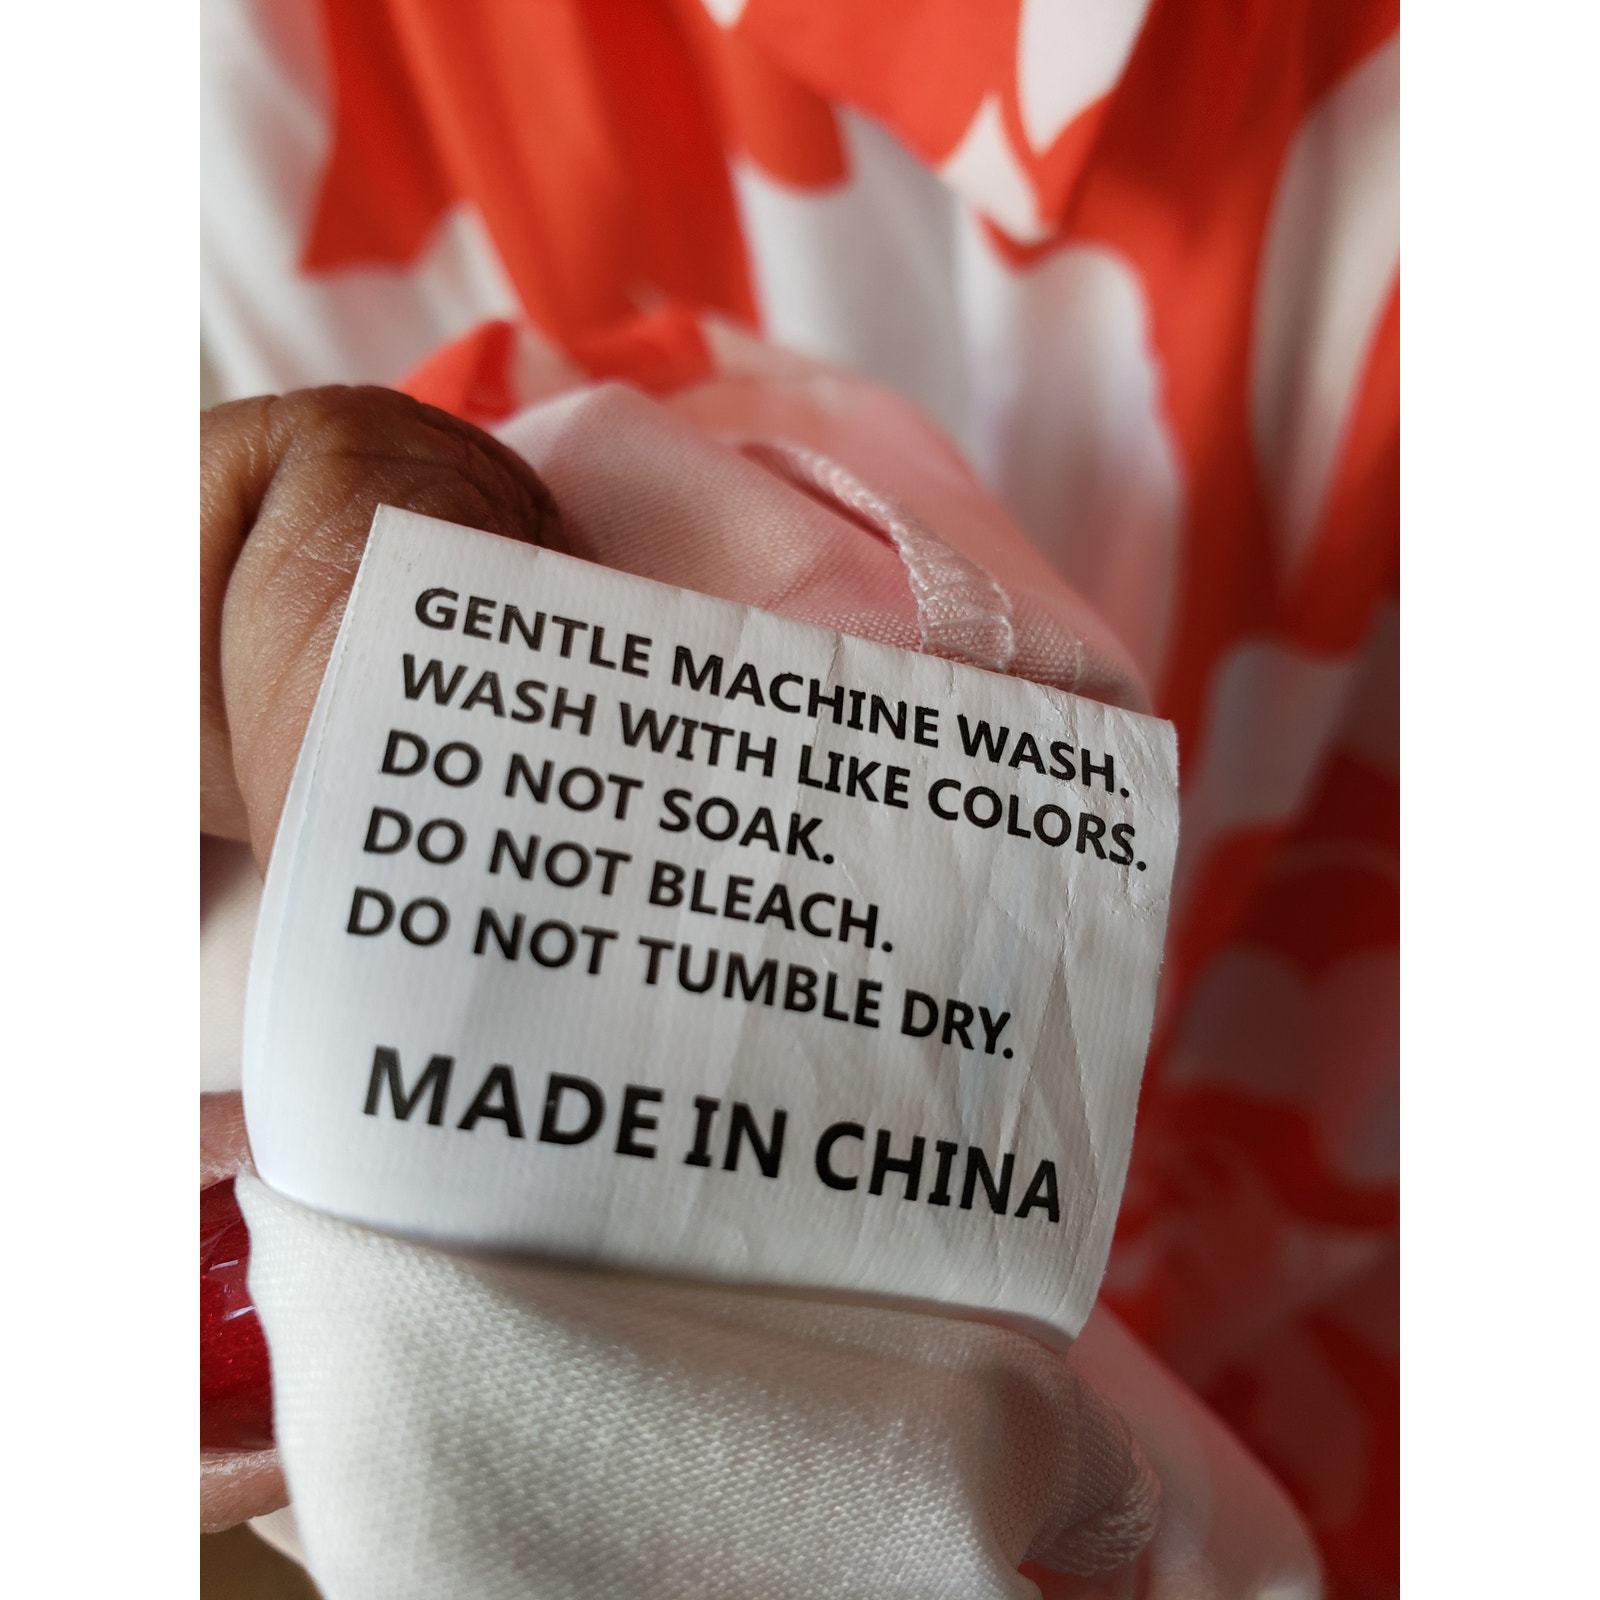 GENTLE MACHINE WASH.
WASH WITH LIKE COLORS.
DO NOT SOAK.
DO NOT BLEACH.
DO NOT TUMBLE DRY.
MADE IN CHINA